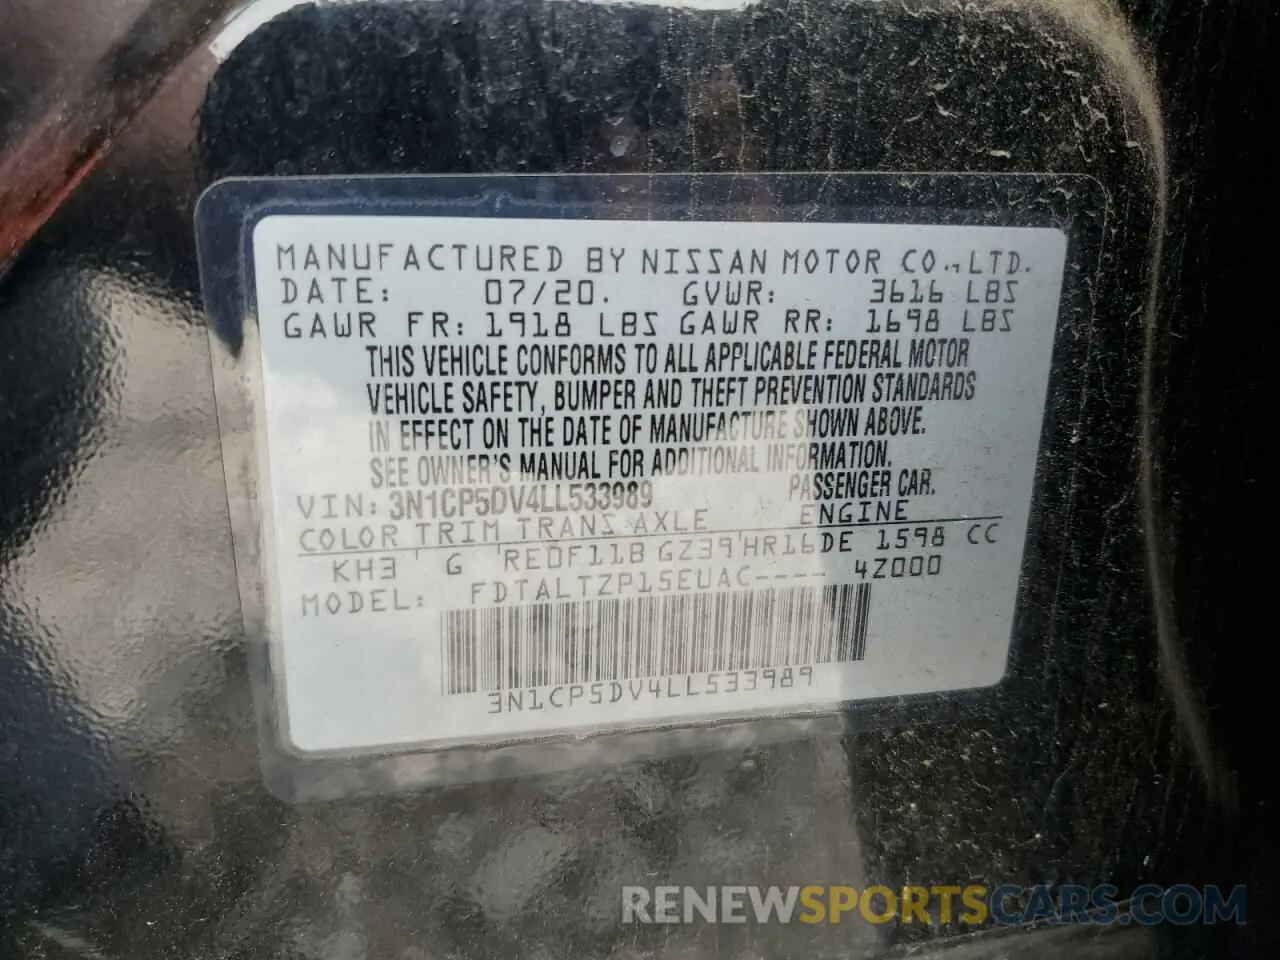 MANUFACTURED BY NISSAN MOTOR CO.,LTD.
DATE: 07/20. GVWR: 3616 LBS
GAWR FR: 1918 LBS GAWR RR: 1698 LBS
THIS VEHICLE CONFORMS TO ALL APPLICABLE FEDERAL MOTOR
VEHICLE SAFETY, BUMPER AND THEFT PREVENTION STANDARDS
IN EFFECT ON THE DATE OF MANUFACTURE SHOWN ABOVE.
SEE OWNER'S MANUAL FOR ADDITIONAL INFORMATION.
VIN: 3N1CP5DV4LL533989 PASSENGER CAR.
COLOR TRIM TRANS AXLE ENGINE
KH3 ' G 'RE0F11B GZ39'HR16DE 1598 CC
MODEL: FDTALTZP15EUAC---- 4Z000
3N1CP5DV4LL533989
RENEWSPORTSCARS.COM